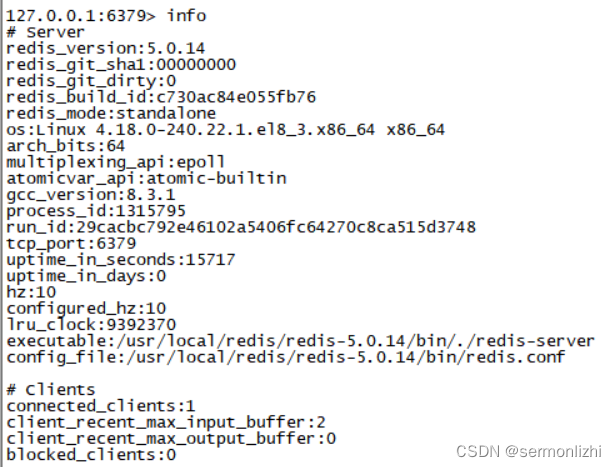 127.0.0.1:6379> info
# Server
redis_version:5.0.14
redis_git_sha1:00000000
redis_git_dirty:0
redis_build_id:c730ac84e055fb76
redis_mode:standalone
os:Linux 4.18.0-240.22.1.el8_3.x86_64 x86_64
arch_bits:64
multiplexing_api:epoll
atomicvar_api:atomic-builtin
gcc_version:8.3.1
process_id:1315795
run_id:29cacbc792e46102a5406fc64270c8ca515d3748
tcp_port:6379
uptime_in_seconds:15717
uptime_in_days:0
hz:10
configured_hz:10
lru_clock:9392370
executable:/usr/local/redis/redis-5.0.14/bin/./redis-server
config_file:/usr/local/redis/redis-5.0.14/bin/redis.conf

# Clients
connected_clients:1
client_recent_max_input_buffer:2
client_recent_max_output_buffer:0
blocked_clients:0
CSDN @sermonlizhi